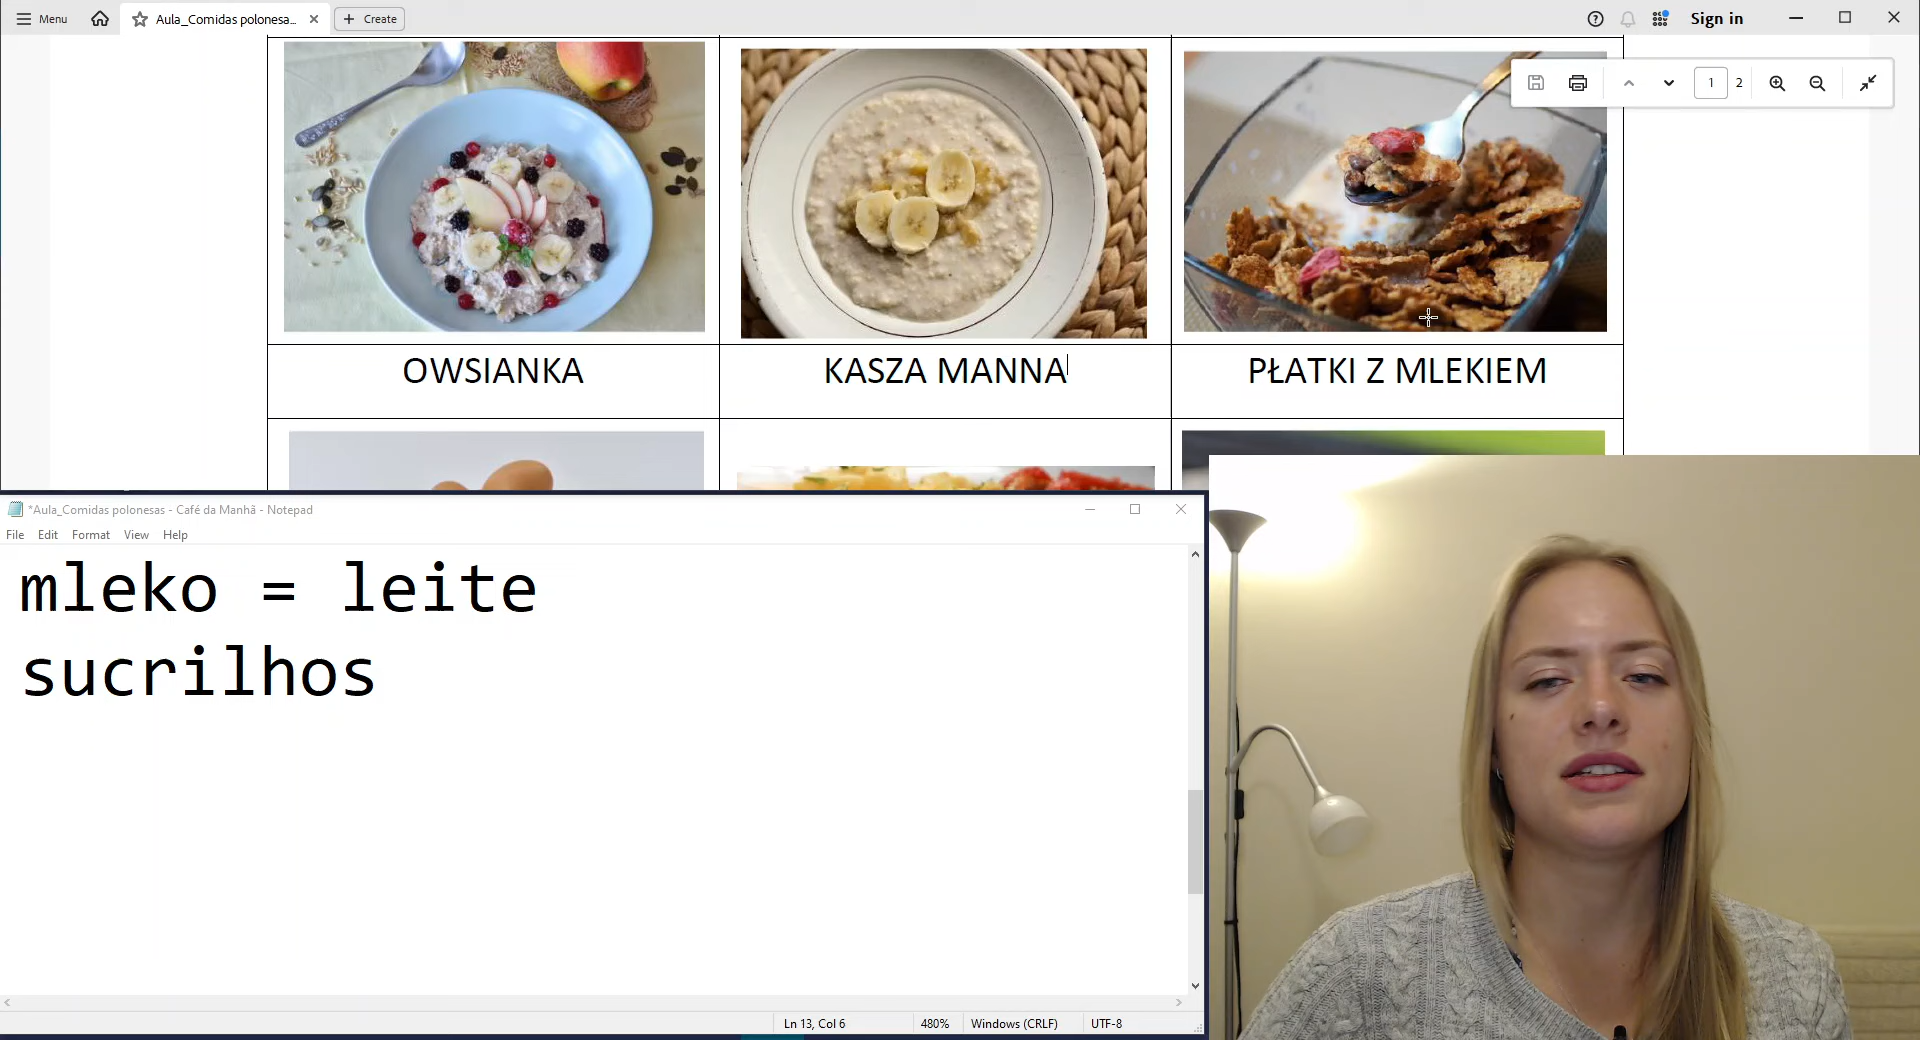 Menu
Aula_Comidas polonesa...
Create
Sign in
1
2
OWSIANKA
KASZA MANNA
PŁATKI Z MLEKIEM
*Aula_Comidas polonesas - Café da Manhã - Notepad
File Edit Format View Help
mleko = leite
sucrilhos
Ln 13, Col 6
480%
Windows (CRLF)
UTF-8